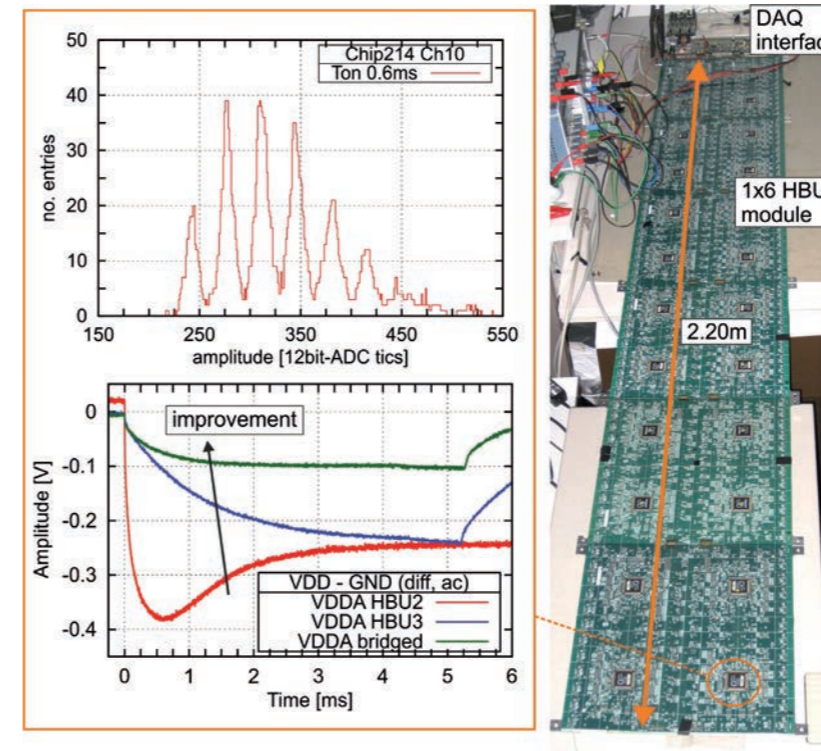 50
40
30
20
10
0
no. entries
Chip214 Ch10
Ton 0.6ms
150 250 350 450 550
amplitude [12bit-ADC tics]
0
-0.1
-0.2
-0.3
-0.4
Amplitude [V]
improvement
VDD - GND (diff, ac)
VDDA HBU2
VDDA HBU3
VDDA bridged
0 1 2 3 4 5 6
Time [ms]
DAQ
interfac
1x6 HBU
module
2.20m